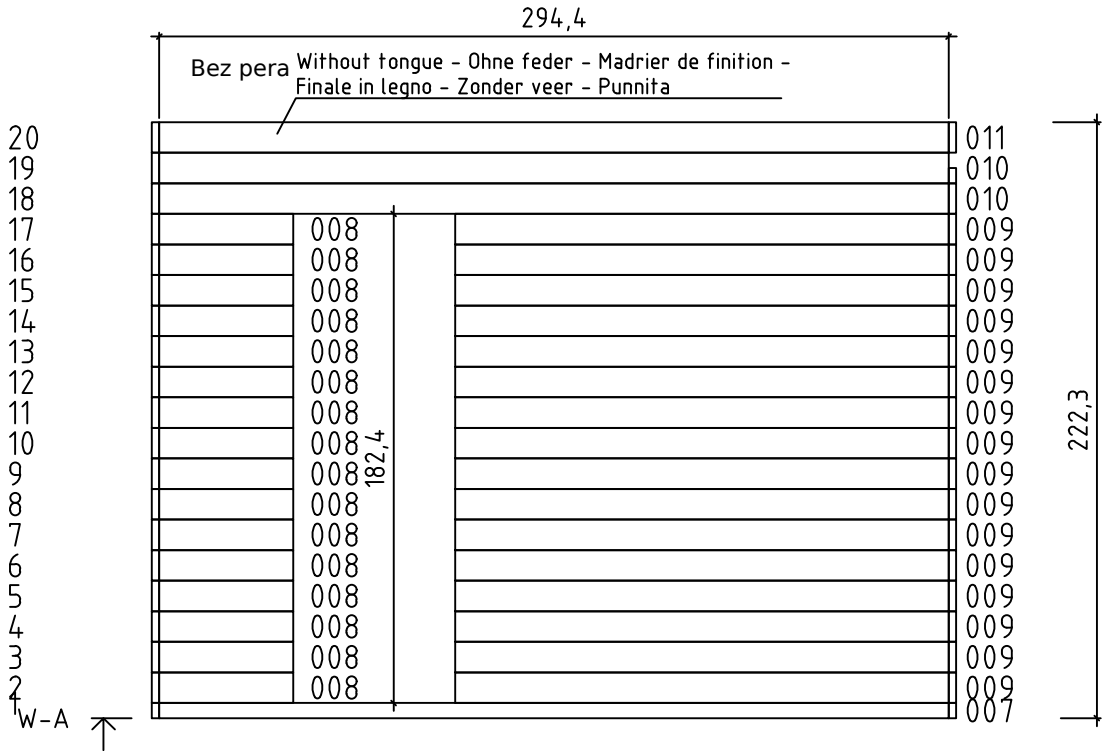 294,4
Bez pera Without tongue – Ohne feder – Madrier de finition –
Finale in legno – Zonder veer – Punnita
20 011
19 010
18 010
17 008 009
16 008 009
15 008 009
14 008 009
13 008 009
12 008 009
11 008 009
10 008 009
9 008 009
8 008 009
7 008 009
6 008 009
5 008 009
4 008 009
3 008 009
2 008 009
1 007
W-A
182,4
222,3